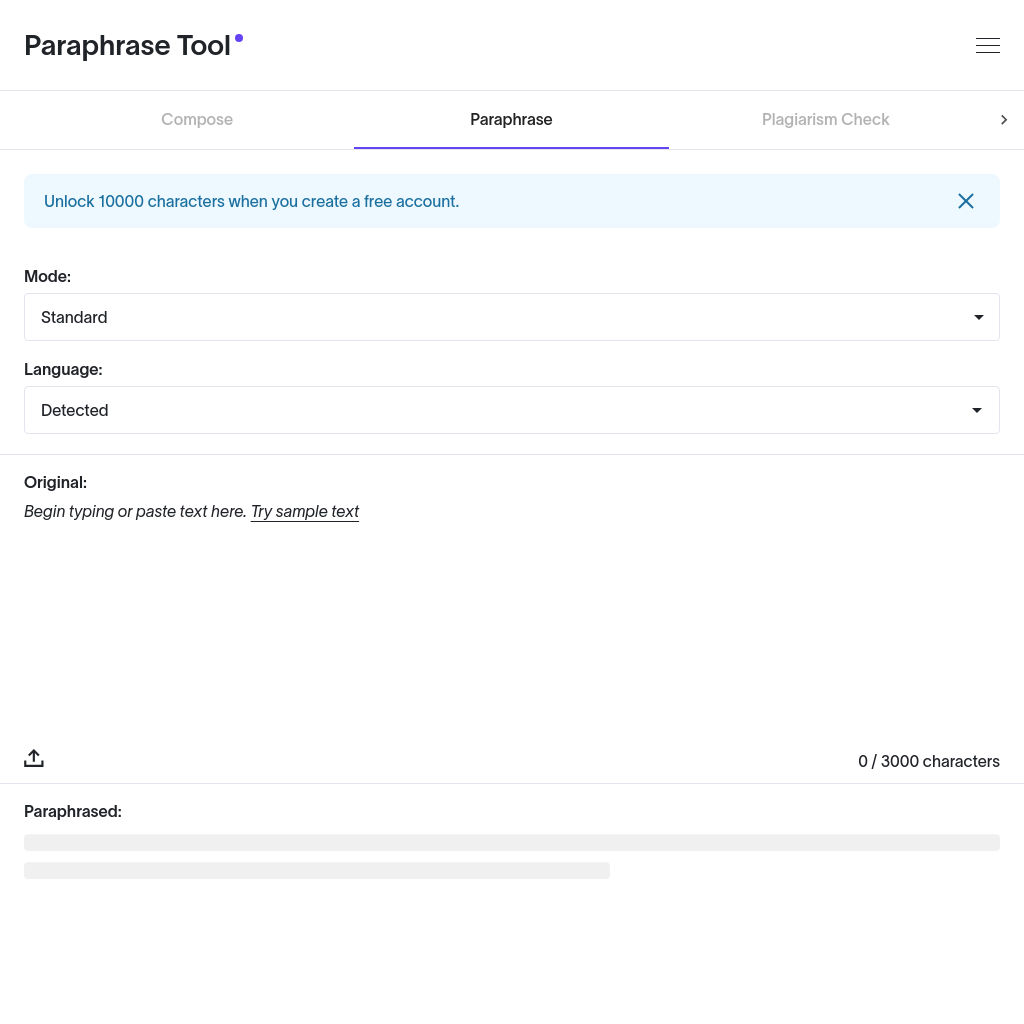 Paraphrase Tool
Compose
Paraphrase
Plagiarism Check
Unlock 10000 characters when you create a free account.
Mode:
Standard
Language:
Detected
Original:
Begin typing or paste text here. Try sample text
0 / 3000 characters
Paraphrased: